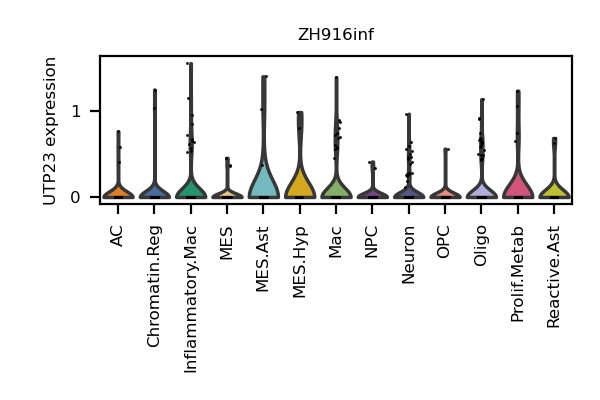 ZH916inf
UTP23 expression
1
0
AC
Chromatin.Reg
Inflammatory.Mac
MES
MES.Ast
MES.Hyp
Mac
NPC
Neuron
OPC
Oligo
Prolif.Metab
Reactive.Ast